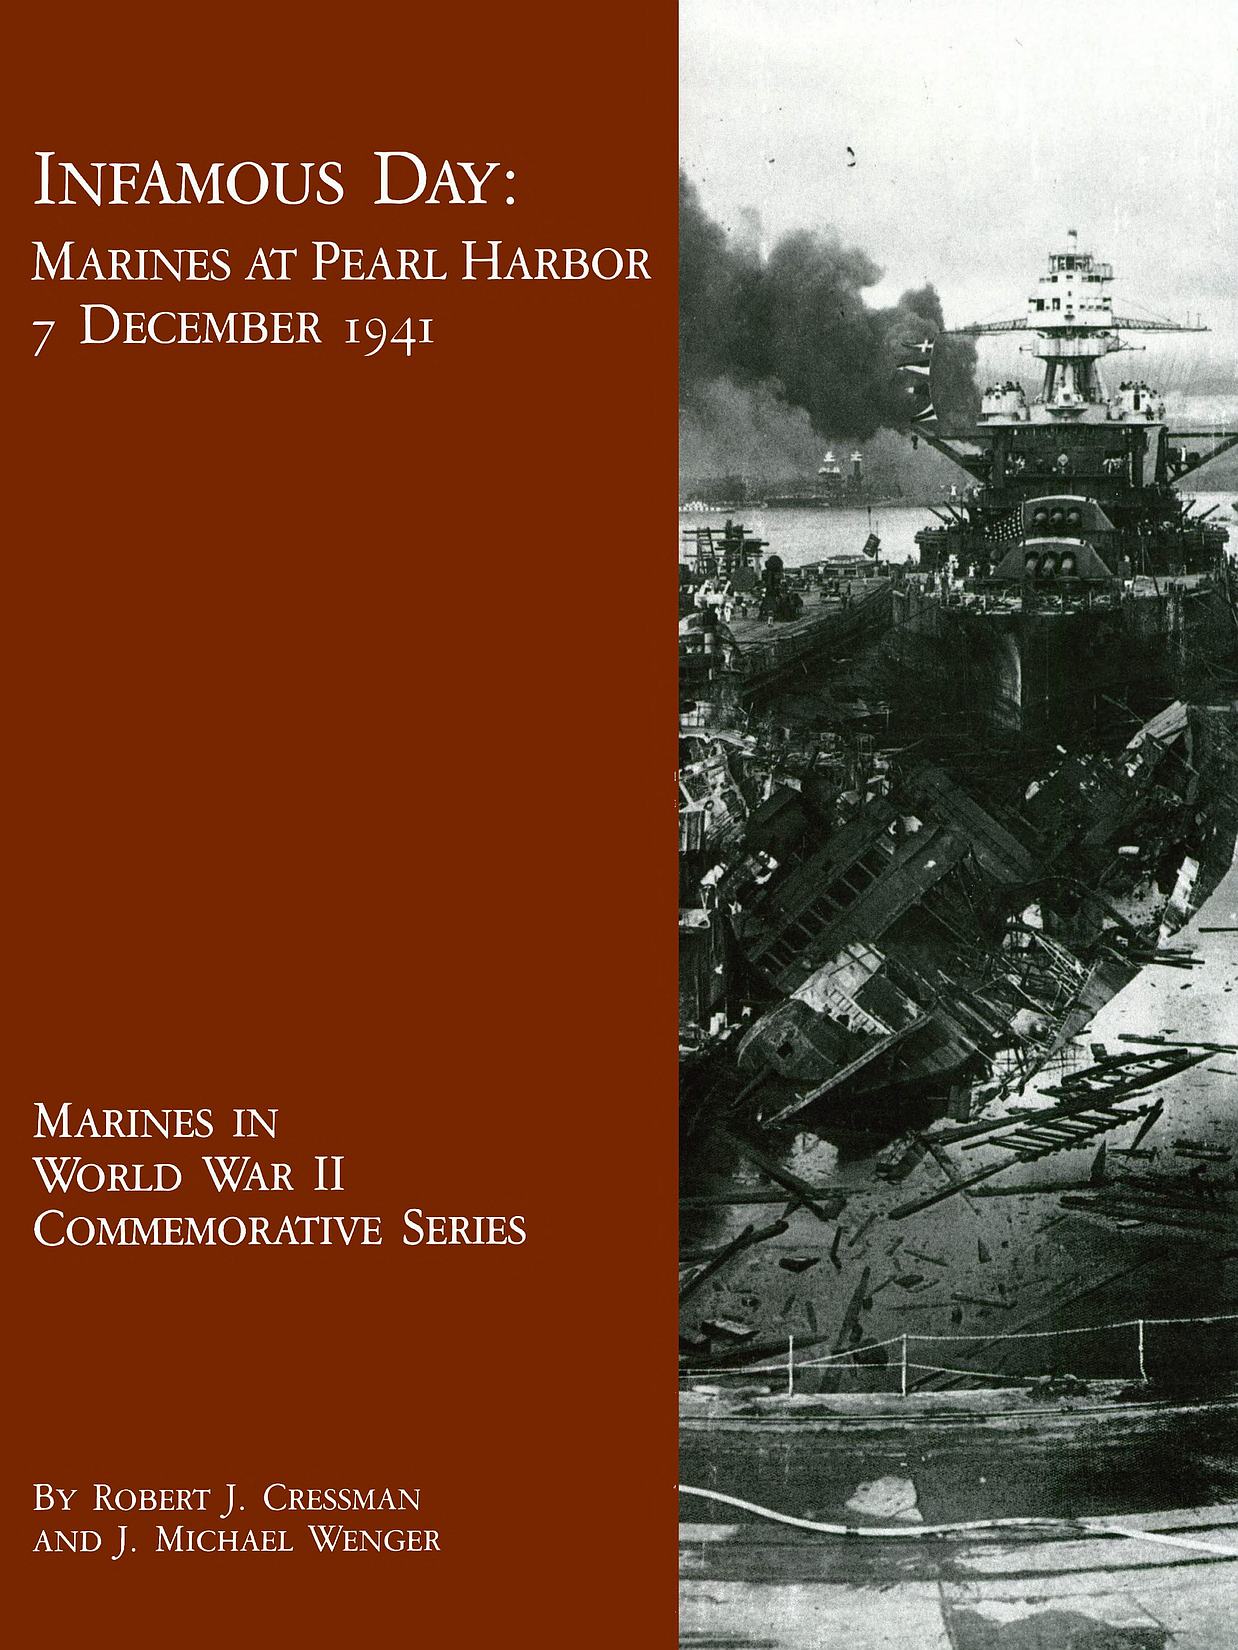 Infamous Day:
Marines at Pearl Harbor
7 December 1941
Marines in
World War II
Commemorative Series
By Robert J. Cressman
and J. Michael Wenger